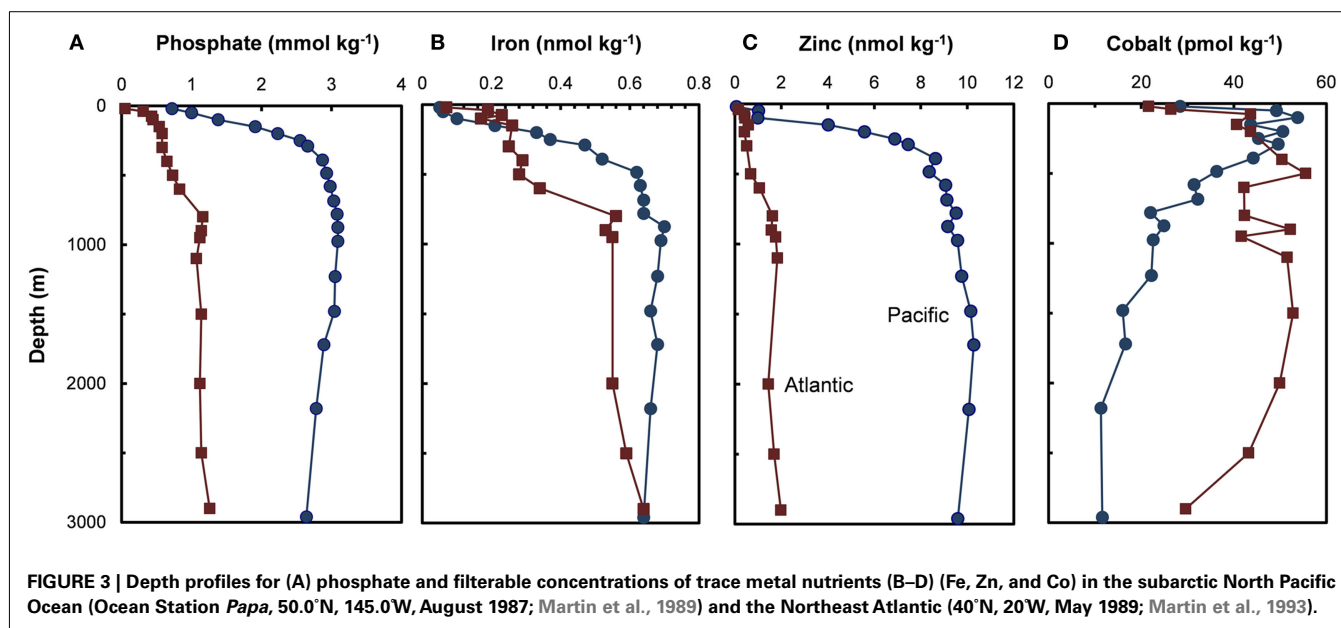 A Phosphate (mmol kg⁻¹) B Iron (nmol kg⁻¹) C Zinc (nmol kg⁻¹) D Cobalt (pmol kg⁻¹)
0 1 2 3 4 0.2 0.4 0.6 0.8 0 2 4 6 8 10 12 0 20 40 60
0
1000
Depth (m)
Pacific
2000
Atlantic
3000
FIGURE 3 | Depth profiles for (A) phosphate and filterable concentrations of trace metal nutrients (B–D) (Fe, Zn, and Co) in the subarctic North Pacific
Ocean (Ocean Station Papa, 50.0°N, 145.0°W, August 1987; Martin et al., 1989) and the Northeast Atlantic (40°N, 20°W, May 1989; Martin et al., 1993).